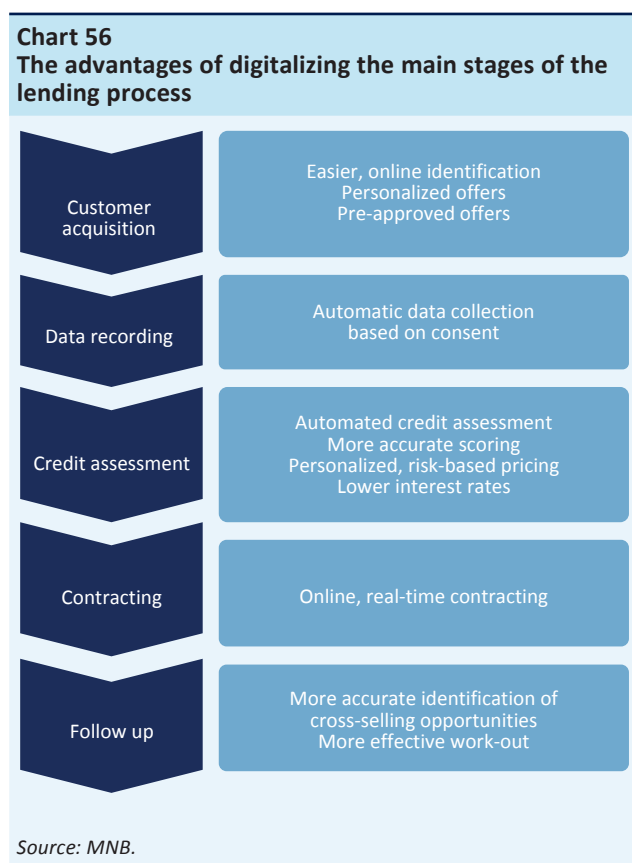 Chart 56
The advantages of digitalizing the main stages of the
lending process
Customer
acquisition
Easier, online identification
Personalized offers
Pre-approved offers
Data recording
Automatic data collection
based on consent
Credit assessment
Automated credit assessment
More accurate scoring
Personalized, risk-based pricing
Lower interest rates
Contracting
Online, real-time contracting
Follow up
More accurate identification of
cross-selling opportunities
More effective work-out
Source: MNB.